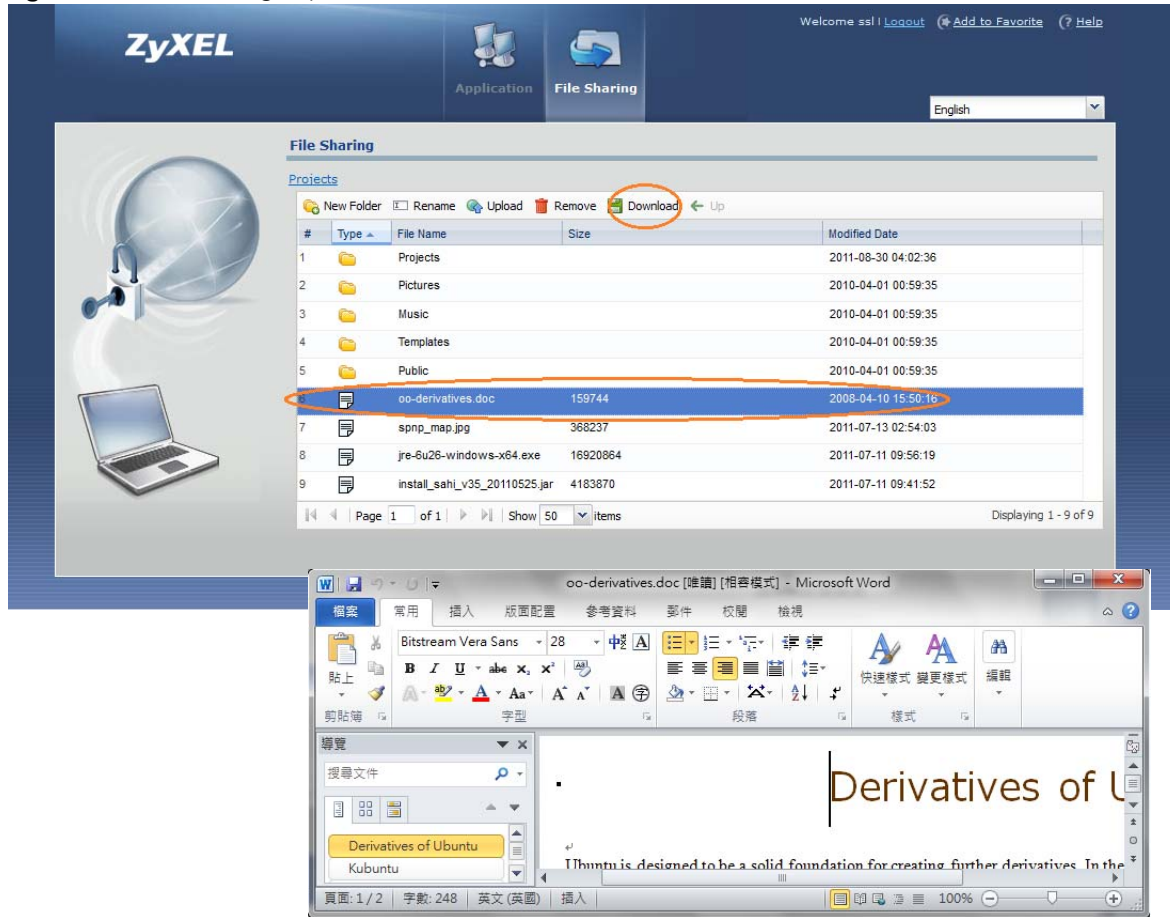 ZyXEL
Application
File Sharing
Welcome ssl | Logout Add to Favorite ? Help
English
File Sharing
Projects
New Folder Rename Upload Remove Download Up
# Type File Name Size Modified Date
1 Projects 2011-08-30 04:02:36
2 Pictures 2010-04-01 00:59:35
3 Music 2010-04-01 00:59:35
4 Templates 2010-04-01 00:59:35
5 Public 2010-04-01 00:59:35
6 oo-derivatives.doc 159744 2008-04-10 15:50:16
7 spnp_map.jpg 368237 2011-07-13 02:54:03
8 jre-6u26-windows-x64.exe 16920864 2011-07-11 09:56:19
9 install_sahi_v35_20110525.jar 4183870 2011-07-11 09:41:52
Page 1 of 1 Show 50 items Displaying 1 - 9 of 9
oo-derivatives.doc [唯讀] [相容模式] - Microsoft Word
檔案 常用 插入 版面配置 參考資料 郵件 校閱 檢視
Bitstream Vera Sans 28
B I U abc X₂ X²
貼上
Aa
快速樣式 變更樣式 編輯
剪貼簿 字型 段落 樣式
導覽
搜尋文件
Derivatives of Ubuntu
Kubuntu
Derivatives of U
Ubuntu is designed to be a solid foundation for creating further derivatives. In the
頁面: 1 / 2 字數: 248 英文 (英國) 插入 100%